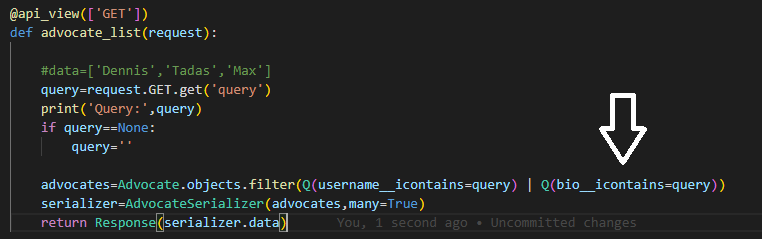 @api_view(['GET'])
def advocate_list(request):
#data=['Dennis','Tadas','Max']
query=request.GET.get('query')
print('Query:',query)
if query==None:
query=''
advocates=Advocate.objects.filter(Q(username__icontains=query) | Q(bio__icontains=query))
serializer=AdvocateSerializer(advocates,many=True)
return Response(serializer.data) You, 1 second ago • Uncommitted changes